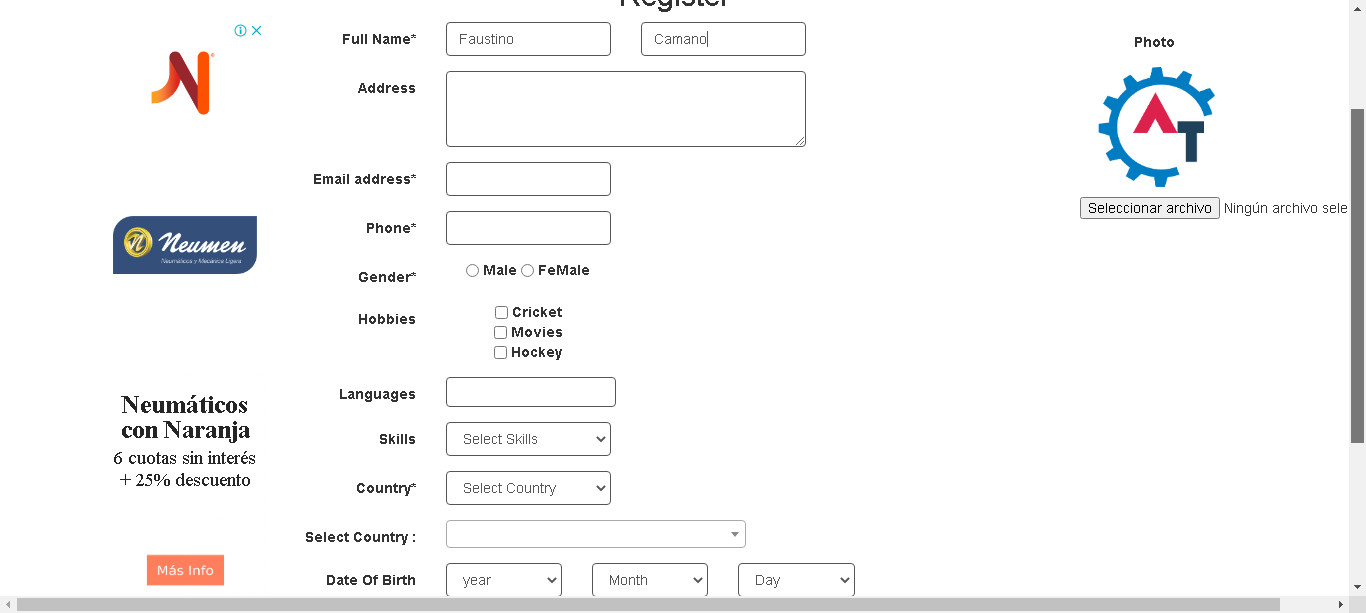 Register
Full Name*
Faustino
Camano
Photo
Address
Email address*
Seleccionar archivo Ningún archivo sele
Phone*
Neumen
Neumáticos y Mecánica Ligera
Gender*
Male FeMale
Hobbies
Cricket
Movies
Hockey
Languages
Neumáticos
con Naranja
6 cuotas sin interés
+ 25% descuento
Skills
Select Skills
Country*
Select Country
Select Country :
Más Info
Date Of Birth
year
Month
Day